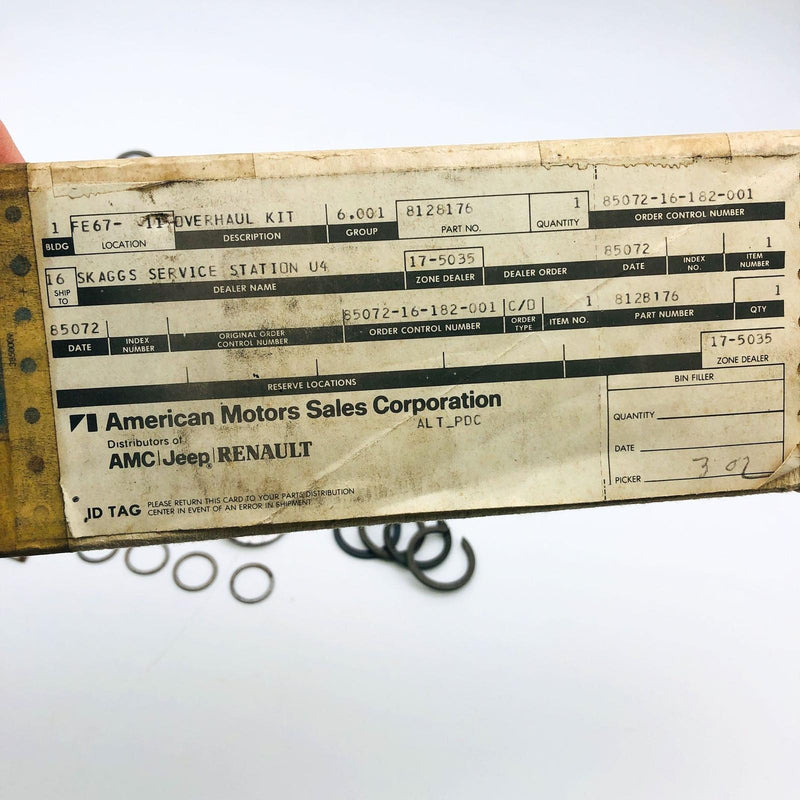 1 FE67- 11 OVERHAUL KIT 6.001 8128176 1 85072-16-182-001
BLDG LOCATION DESCRIPTION GROUP PART NO. QUANTITY ORDER CONTROL NUMBER
16 SKAGGS SERVICE STATION U4 17-5035 85072 1
SHIP TO DEALER NAME ZONE DEALER DEALER ORDER DATE INDEX NO. ITEM NUMBER
85072 85072-16-182-001 C/O 1 8128176 1
DATE INDEX NUMBER ORIGINAL ORDER CONTROL NUMBER ORDER CONTROL NUMBER ORDER TYPE ITEM NO. PART NUMBER QTY
17-5035
RESERVE LOCATIONS ZONE DEALER
American Motors Sales Corporation
ALT_PDC
Distributors of
AMC|Jeep®|RENAULT
ID TAG PLEASE RETURN THIS CARD TO YOUR PARTS DISTRIBUTION
CENTER IN EVENT OF AN ERROR IN SHIPMENT
BIN FILLER
QUANTITY
DATE
PICKER 302